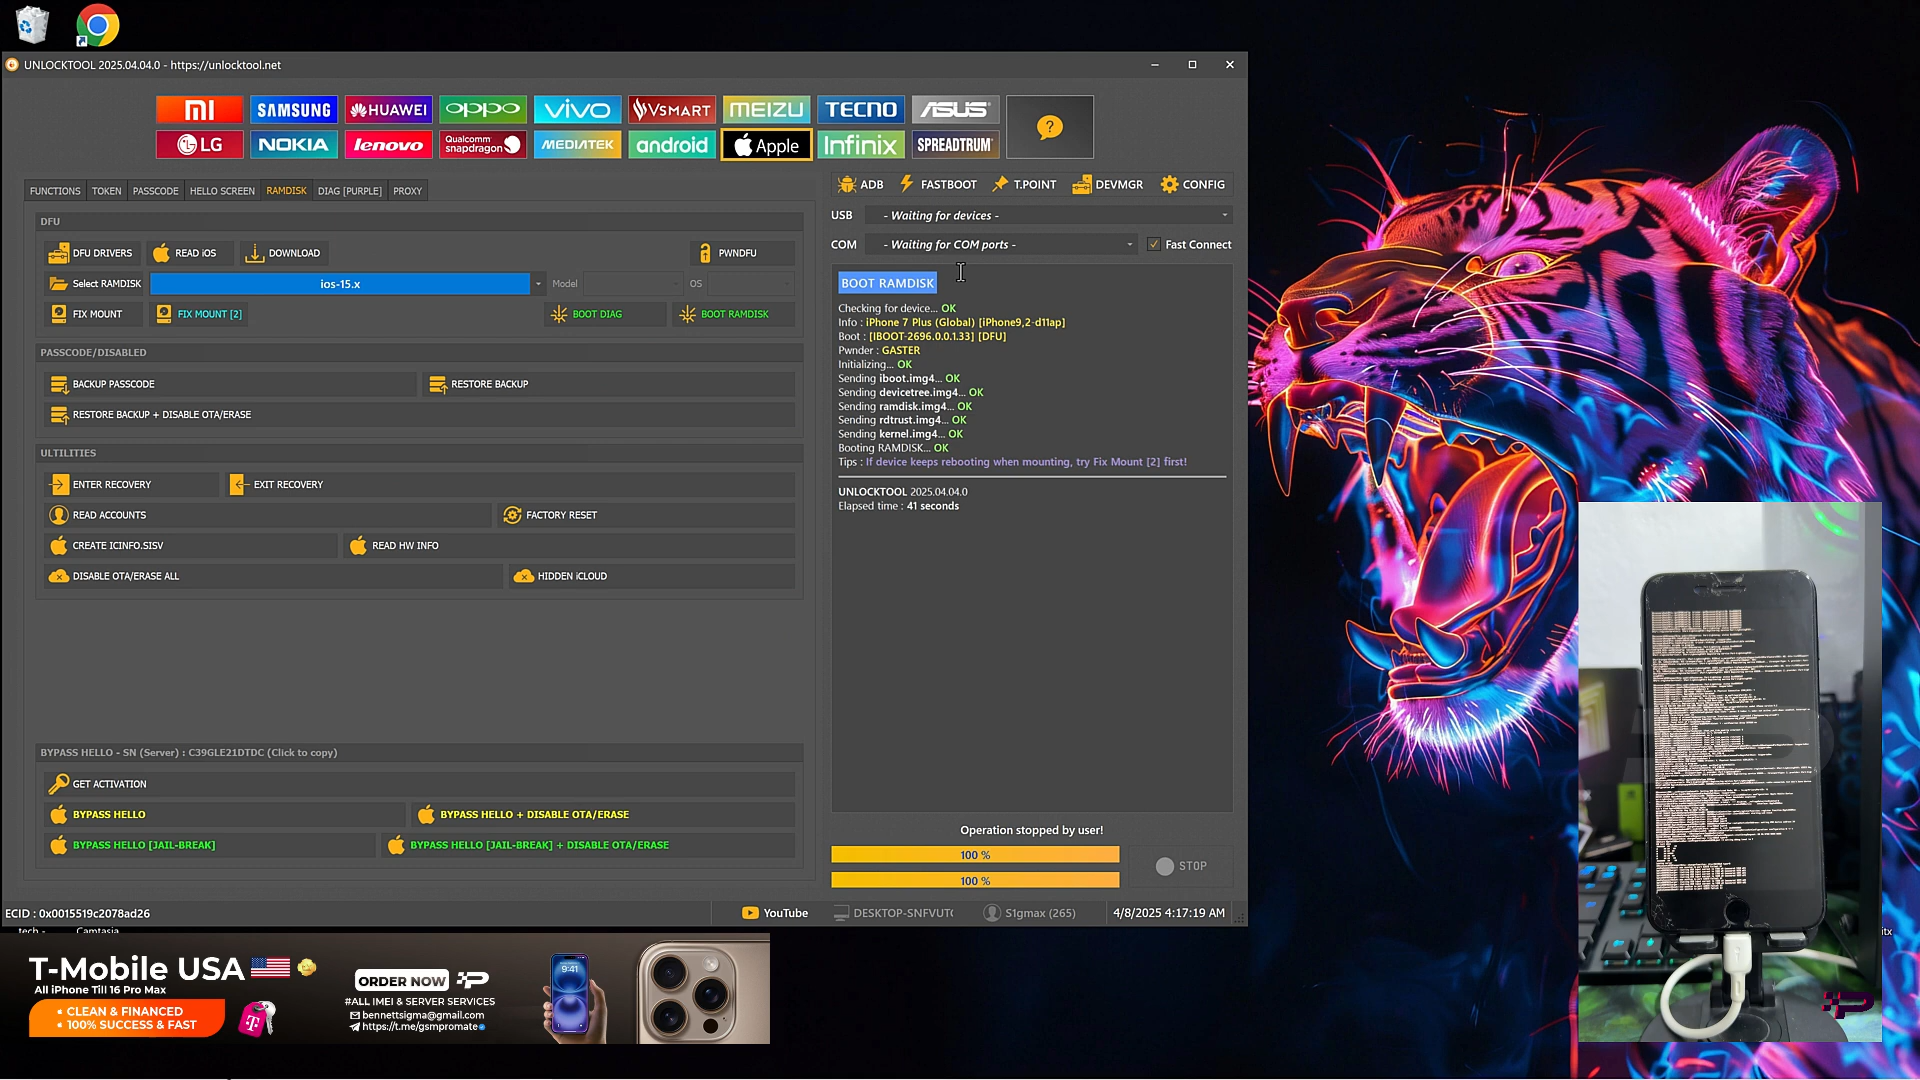 UNLOCKTOOL 2025.04.04.0 - https://unlocktool.net
MI SAMSUNG HUAWEI oppo vivo VSMART MEIZU TECNO ASUS
LG NOKIA lenovo Qualcomm snapdragon MEDIATEK android Apple Infinix SPREADTRUM
?
FUNCTIONS TOKEN PASSCODE HELLO SCREEN RAMDISK DIAG [PURPLE] PROXY
DFU
DFU DRIVERS READ iOS DOWNLOAD PWNDFU
Select RAMDISK ios-15.x Model OS
FIX MOUNT FIX MOUNT [2] BOOT DIAG BOOT RAMDISK
PASSCODE/DISABLED
BACKUP PASSCODE RESTORE BACKUP
RESTORE BACKUP + DISABLE OTA/ERASE
ULTILITIES
ENTER RECOVERY EXIT RECOVERY
READ ACCOUNTS FACTORY RESET
CREATE ICINFO.SISV READ HW INFO
DISABLE OTA/ERASE ALL HIDDEN iCLOUD
BYPASS HELLO - SN (Server) : C39GLE21DTDC (Click to copy)
GET ACTIVATION
BYPASS HELLO BYPASS HELLO + DISABLE OTA/ERASE
BYPASS HELLO [JAIL-BREAK] BYPASS HELLO [JAIL-BREAK] + DISABLE OTA/ERASE
ADB FASTBOOT T.POINT DEVMGR CONFIG
USB - Waiting for devices -
COM - Waiting for COM ports - Fast Connect
BOOT RAMDISK
Checking for device... OK
Info : iPhone 7 Plus (Global) [iPhone9,2-d11ap]
Boot : [IBOOT-2696.0.0.1.33] [DFU]
Pwnder : GASTER
Initializing... OK
Sending iboot.img4... OK
Sending devicetree.img4... OK
Sending ramdisk.img4... OK
Sending rdtrust.img4... OK
Sending kernel.img4... OK
Booting RAMDISK... OK
Tips : If device keeps rebooting when mounting, try Fix Mount [2] first!
UNLOCKTOOL 2025.04.04.0
Elapsed time : 41 seconds
Operation stopped by user!
100 %
100 %
STOP
ECID : 0x0015519c2078ad26 YouTube DESKTOP-SNFVUT S1gmax (265) 4/8/2025 4:17:19 AM
tech - Camtasia
T-Mobile USA
All iPhone Till 16 Pro Max
• CLEAN & FINANCED
• 100% SUCCESS & FAST
T
ORDER NOW
#ALL IMEI & SERVER SERVICES
bennettsigma@gmail.com
https://t.me/gsmpromate
9:41
itx